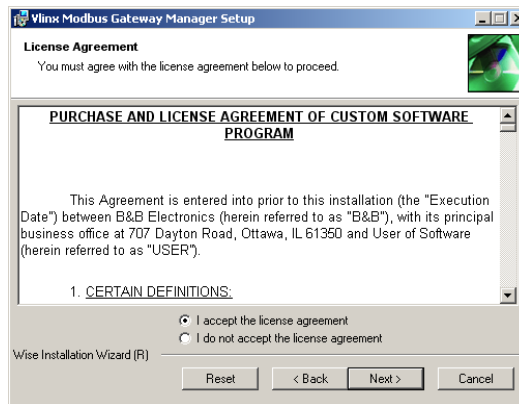 Vlinx Modbus Gateway Manager Setup
License Agreement
You must agree with the license agreement below to proceed.
PURCHASE AND LICENSE AGREEMENT OF CUSTOM SOFTWARE
PROGRAM
This Agreement is entered into prior to this installation (the "Execution
Date") between B&B Electronics (herein referred to as "B&B"), with its principal
business office at 707 Dayton Road, Ottawa, IL 61350 and User of Software
(herein referred to as "USER").
1. CERTAIN DEFINITIONS:
I accept the license agreement
I do not accept the license agreement
Wise Installation Wizard (R)
Reset < Back Next > Cancel